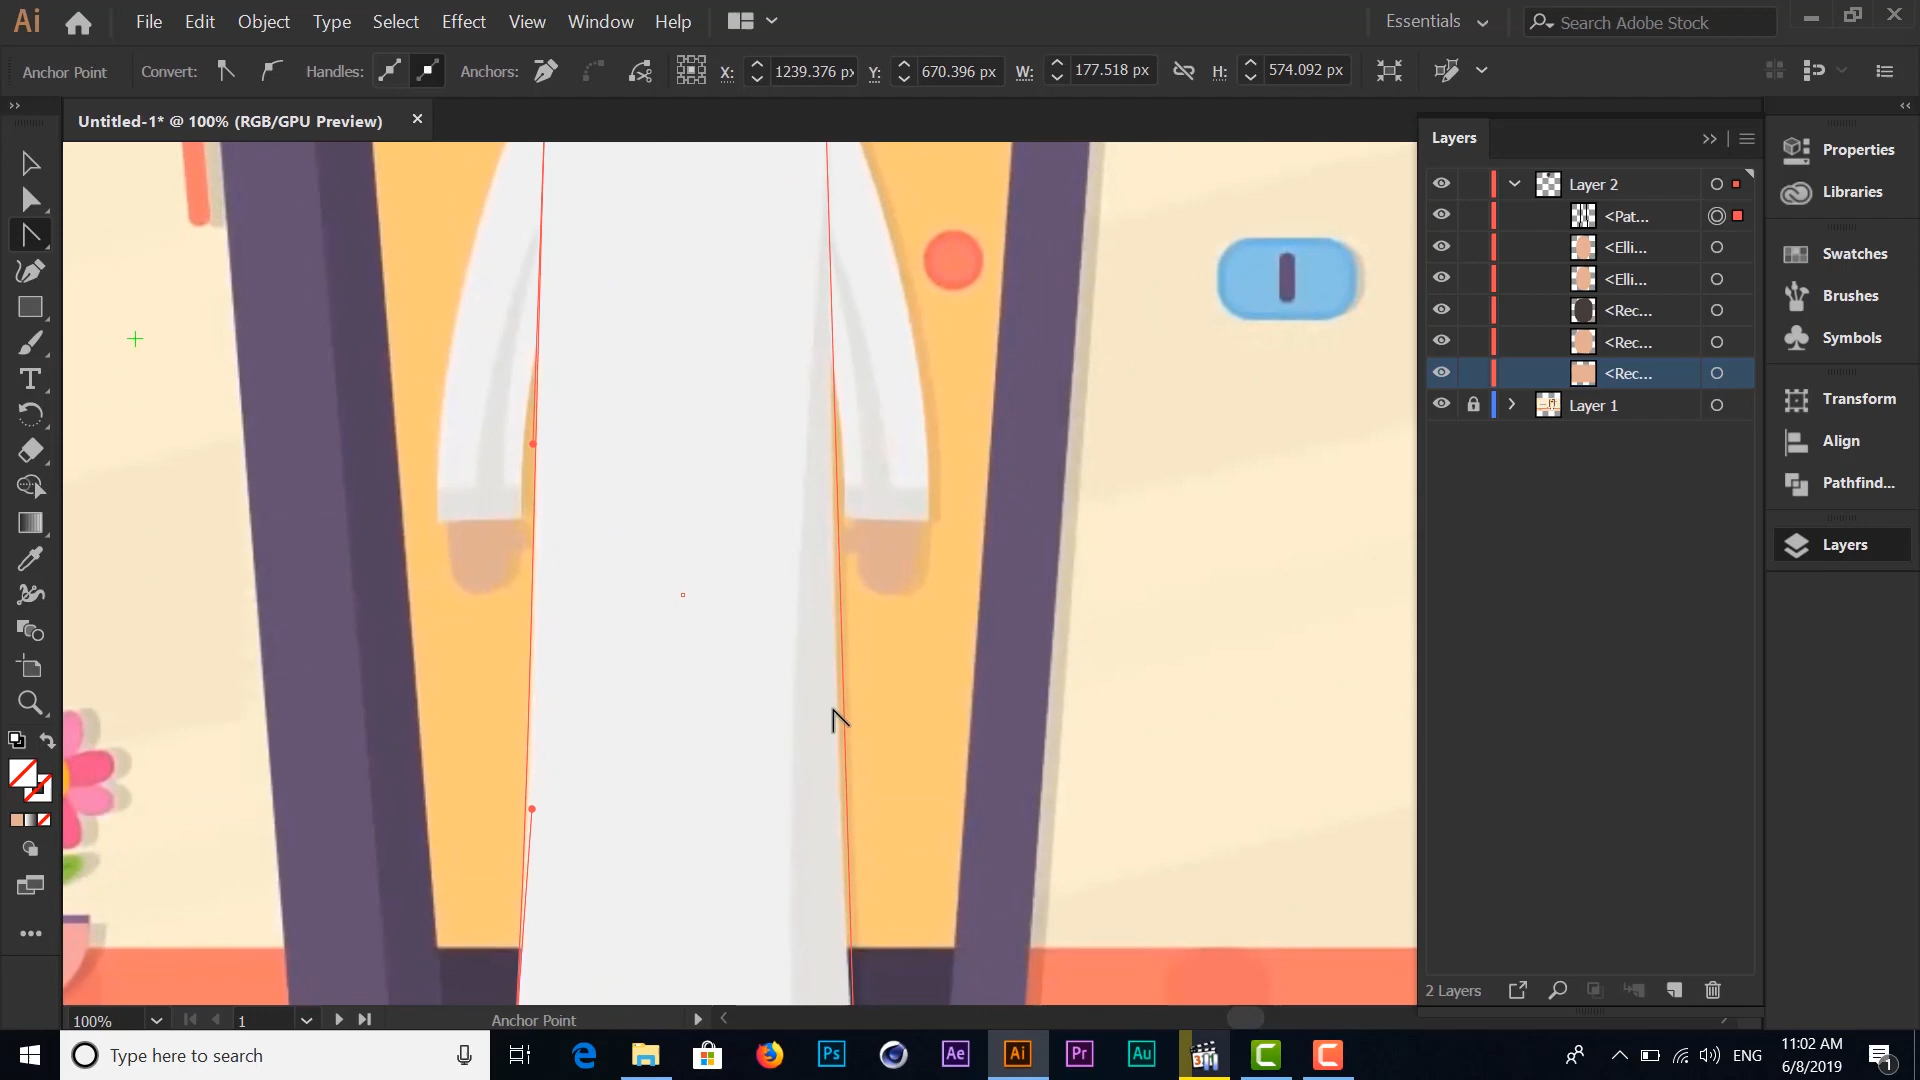 Ai File Edit Object Type Select Effect View Window Help Essentials Search Adobe Stock
Anchor Point Convert: Handles: Anchors: X: 1239.376 px Y: 670.396 px W: 177.518 px H: 574.092 px
Untitled-1* @ 100% (RGB/GPU Preview)
Layers
Layer 2
<Pat...
<Elli...
<Elli...
<Rec...
<Rec...
<Rec...
Layer 1
2 Layers
Properties
Libraries
Swatches
Brushes
Symbols
Transform
Align
Pathfind...
Layers
100% 1 Anchor Point
Type here to search
Ps Ae Ai Pr Au
ENG
11:02 AM
6/8/2019
1